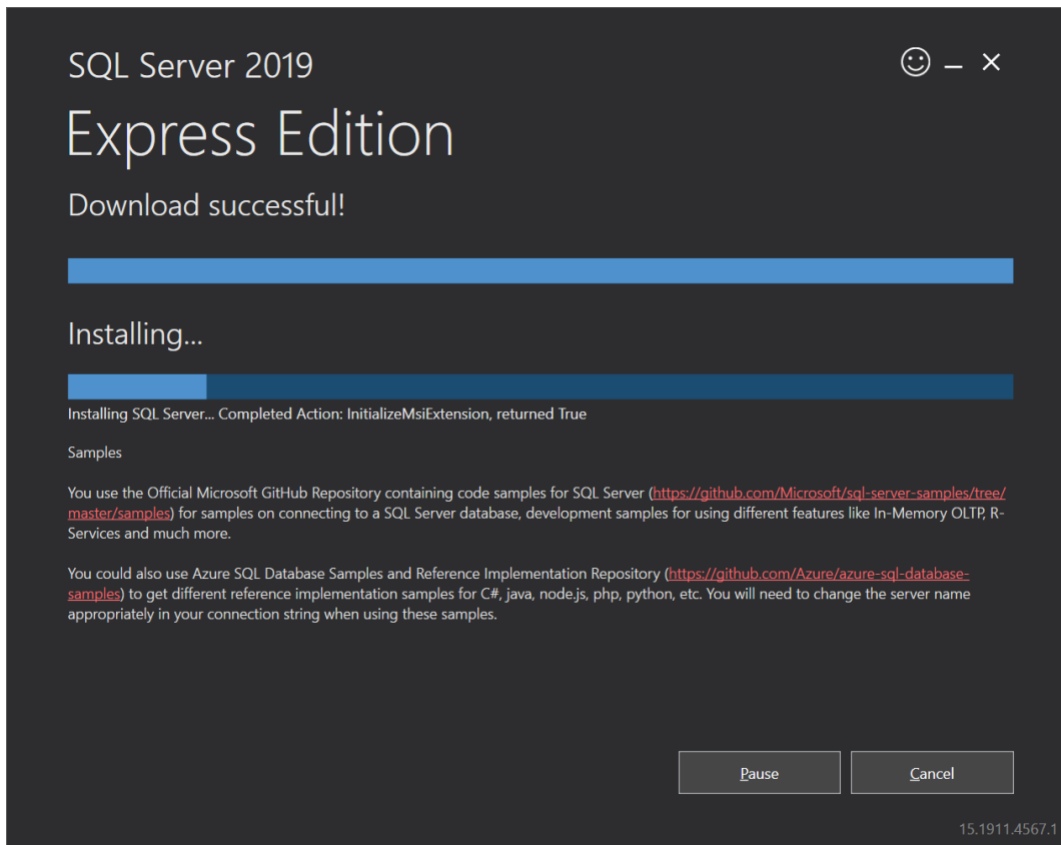 SQL Server 2019
Express Edition
Download successful!
Installing...
Installing SQL Server... Completed Action: InitializeMsiExtension, returned True
Samples
You use the Official Microsoft GitHub Repository containing code samples for SQL Server (https://github.com/Microsoft/sql-server-samples/tree/
master/samples) for samples on connecting to a SQL Server database, development samples for using different features like In-Memory OLTP, R-
Services and much more.
You could also use Azure SQL Database Samples and Reference Implementation Repository (https://github.com/Azure/azure-sql-database-
samples) to get different reference implementation samples for C#, java, node.js, php, python, etc. You will need to change the server name
appropriately in your connection string when using these samples.
Pause
Cancel
15.1911.4567.1